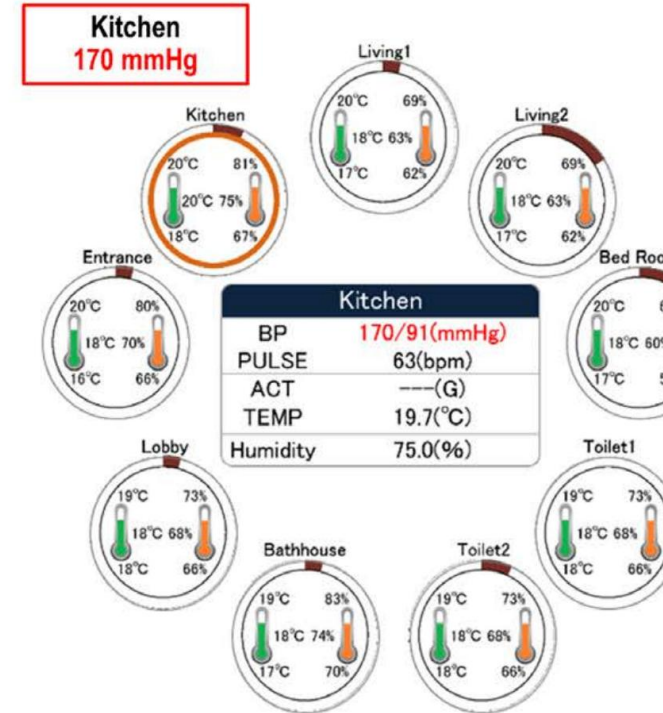 Kitchen
170 mmHg
Living1
20℃ 69%
18℃ 63%
17℃ 62%
Kitchen
20℃ 81%
20℃ 75%
18℃ 67%
Living2
20℃ 69%
18℃ 63%
17℃ 62%
Entrance
20℃ 80%
18℃ 70%
16℃ 66%
Bed Roo
20℃ 6
18℃ 60%
17℃ 5
Kitchen
BP 170/91(mmHg)
PULSE 63(bpm)
ACT ---(G)
TEMP 19.7(℃)
Humidity 75.0(%)
Lobby
19℃ 73%
18℃ 68%
18℃ 66%
Toilet1
19℃ 73%
18℃ 68%
18℃ 66%
Bathhouse
19℃ 83%
18℃ 74%
17℃ 70%
Toilet2
19℃ 73%
18℃ 68%
18℃ 66%